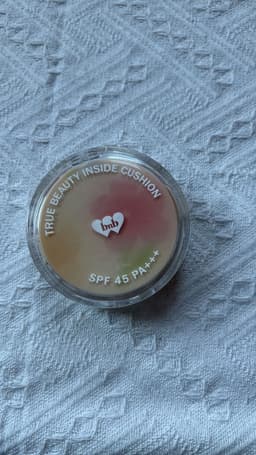 TRUE BEAUTY INSIDE CUSHION
bnb
SPF 45 PA+++